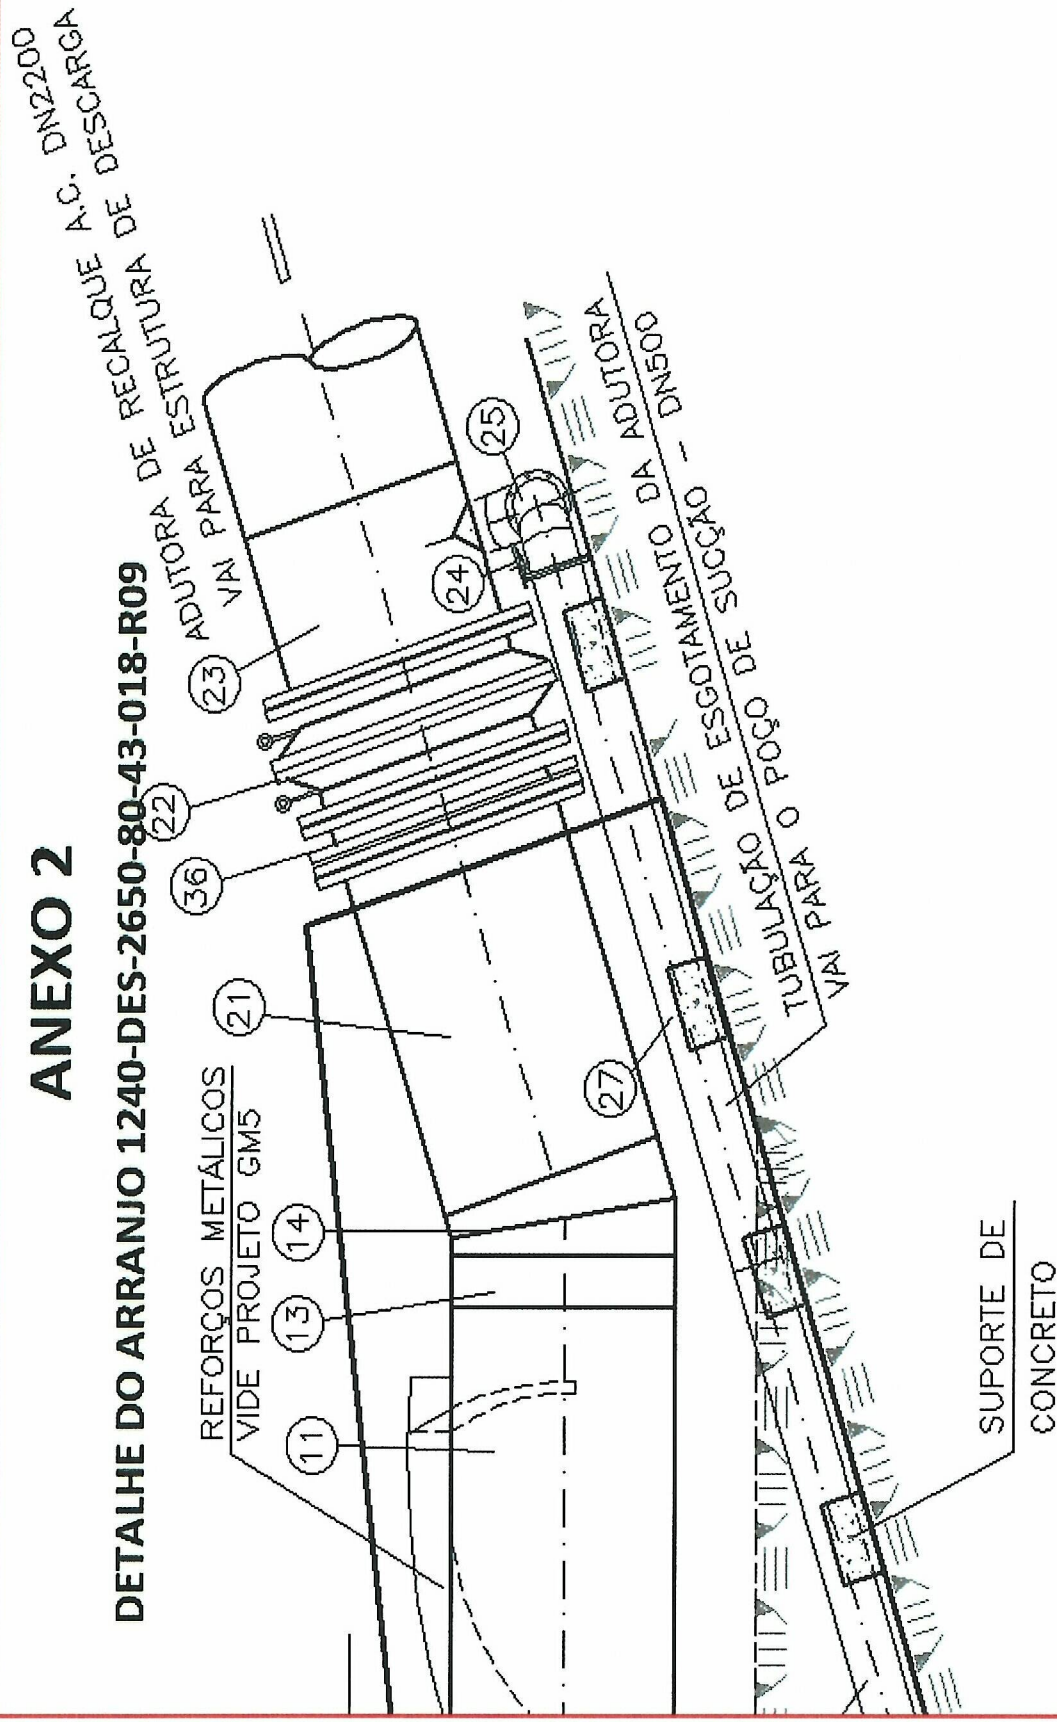 ANEXO 2
DETALHE DO ARRANJO 1240-DES-2650-80-43-018-R09
ADUTORA DE RECALQUE A.C. DN2200
VAI PARA ESTRUTURA DE DESCARGA
REFORÇOS METÁLICOS
VIDE PROJETO GM5
11
13
14
21
36
22
23
24
25
27
TUBULAÇÃO DE ESGOTAMENTO DA ADUTORA
VAI PARA O POÇO DE SUCÇÃO - DN500
SUPORTE DE
CONCRETO